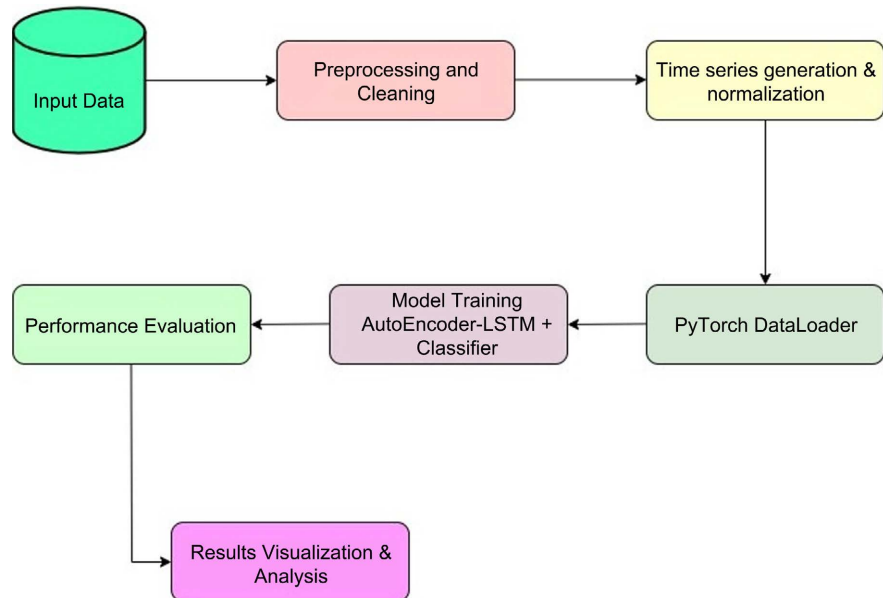 Input Data
Preprocessing and
Cleaning
Time series generation &
normalization
PyTorch DataLoader
Model Training
AutoEncoder-LSTM +
Classifier
Performance Evaluation
Results Visualization &
Analysis